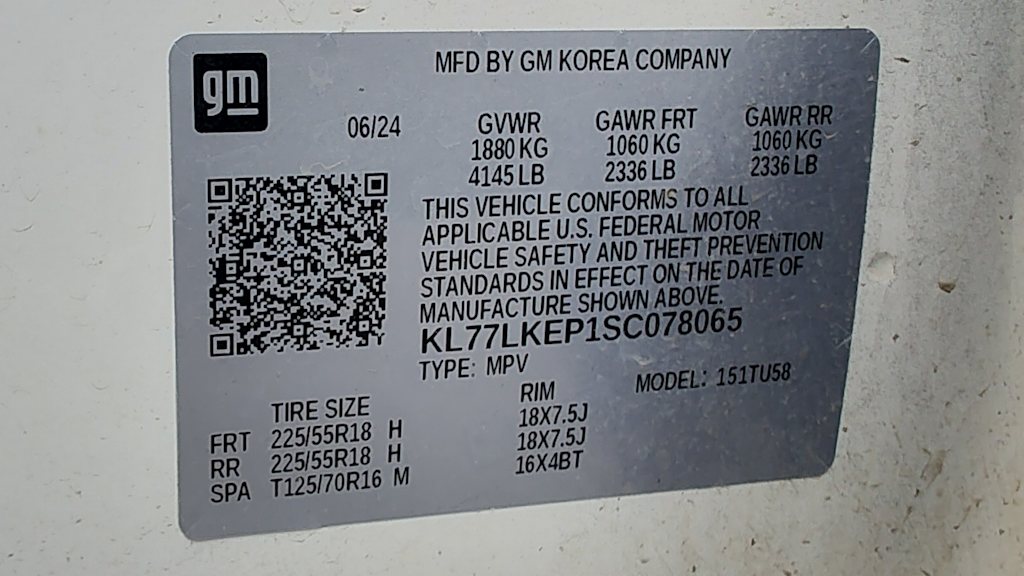 gm
MFD BY GM KOREA COMPANY
06/24
GVWR GAWR FRT GAWR RR
1880 KG 1060 KG 1060 KG
4145 LB 2336 LB 2336 LB
THIS VEHICLE CONFORMS TO ALL
APPLICABLE U.S. FEDERAL MOTOR
VEHICLE SAFETY AND THEFT PREVENTION
STANDARDS IN EFFECT ON THE DATE OF
MANUFACTURE SHOWN ABOVE.
KL77LKEP1SC078065
TYPE: MPV MODEL: 151TU58
TIRE SIZE RIM
FRT 225/55R18 H 18X7.5J
RR 225/55R18 H 18X7.5J
SPA T125/70R16 M 16X4BT